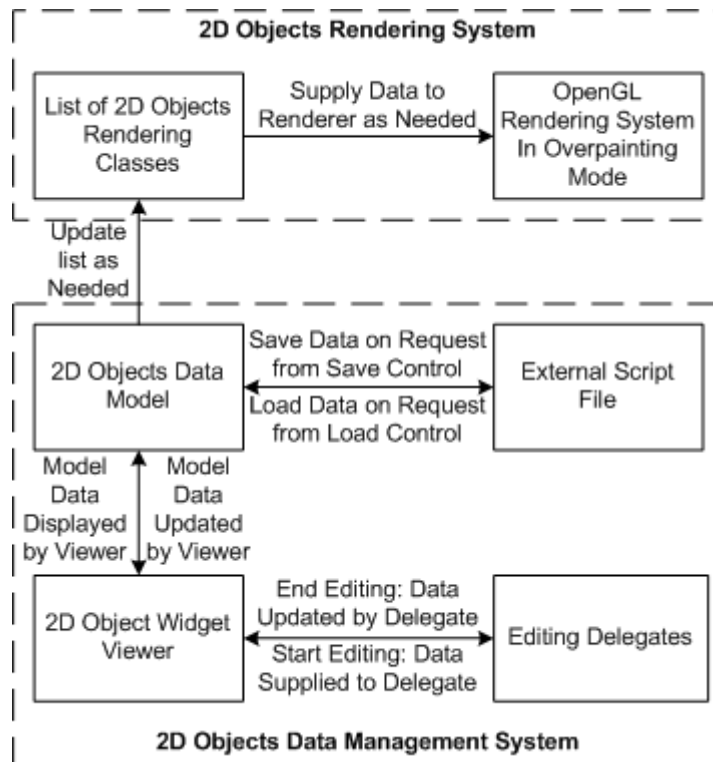 2D Objects Rendering System
List of 2D Objects
Rendering
Classes
Supply Data to
Renderer as Needed
OpenGL
Rendering System
In Overpainting
Mode
Update
list as
Needed
2D Objects Data
Model
Save Data on Request
from Save Control
Load Data on Request
from Load Control
External Script
File
Model
Data
Displayed
by Viewer
Model
Data
Updated
by Viewer
2D Object Widget
Viewer
End Editing: Data
Updated by Delegate
Start Editing: Data
Supplied to Delegate
Editing Delegates
2D Objects Data Management System